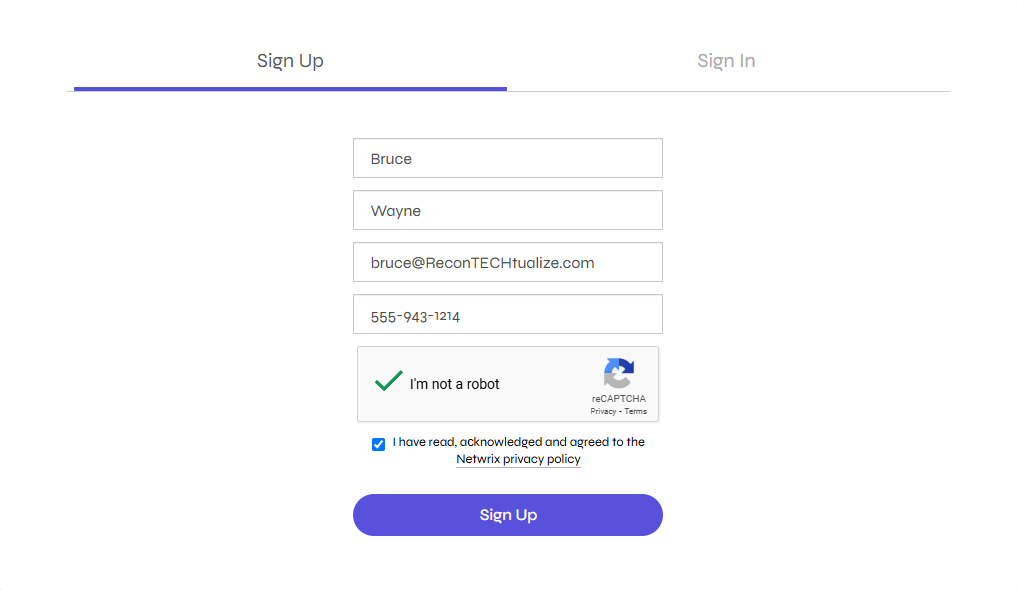 Sign Up
Sign In
Bruce
Wayne
bruce@ReconTECHtualize.com
555-943-1214
I'm not a robot
reCAPTCHA
Privacy - Terms
I have read, acknowledged and agreed to the
Netwrix privacy policy
Sign Up